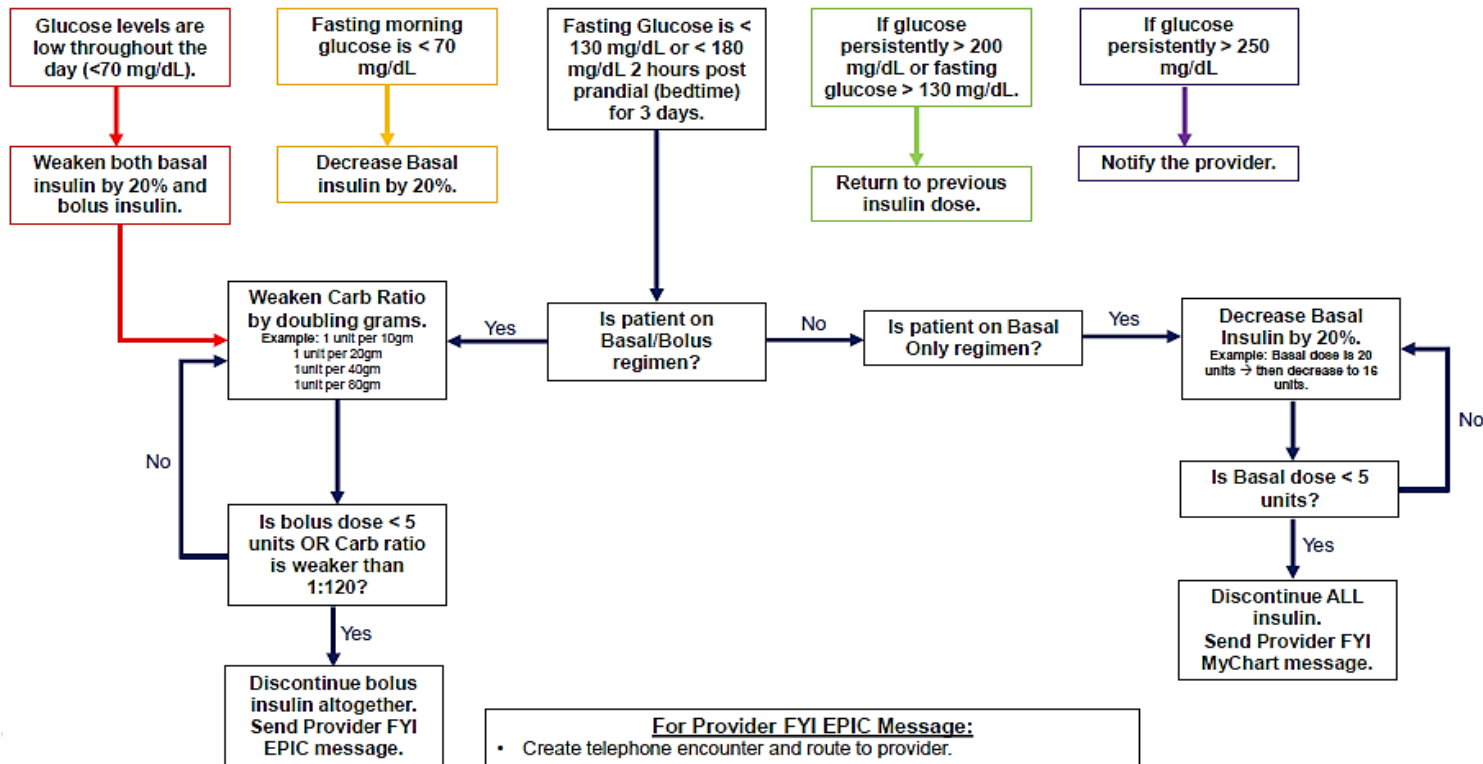 Glucose levels are
low throughout the
day (<70 mg/dL).
Fasting morning
glucose is < 70
mg/dL
Fasting Glucose is <
130 mg/dL or < 180
mg/dL 2 hours post
prandial (bedtime)
for 3 days.
If glucose
persistently > 200
mg/dL or fasting
glucose > 130 mg/dL.
If glucose
persistently > 250
mg/dL
Weaken both basal
insulin by 20% and
bolus insulin.
Decrease Basal
insulin by 20%.
Return to previous
insulin dose.
Notify the provider.
Weaken Carb Ratio
by doubling grams.
Example: 1 unit per 10gm
1 unit per 20gm
1unit per 40gm
1unit per 80gm
Yes
Is patient on
Basal/Bolus
regimen?
No
Is patient on Basal
Only regimen?
Yes
Decrease Basal
Insulin by 20%.
Example: Basal dose is 20
units → then decrease to 16
units.
No
No
Is Basal dose < 5
units?
Is bolus dose < 5
units OR Carb ratio
is weaker than
1:120?
Yes
Yes
Discontinue ALL
insulin.
Send Provider FYI
MyChart message.
Discontinue bolus
insulin altogether.
Send Provider FYI
EPIC message.
For Provider FYI EPIC Message:
• Create telephone encounter and route to provider.